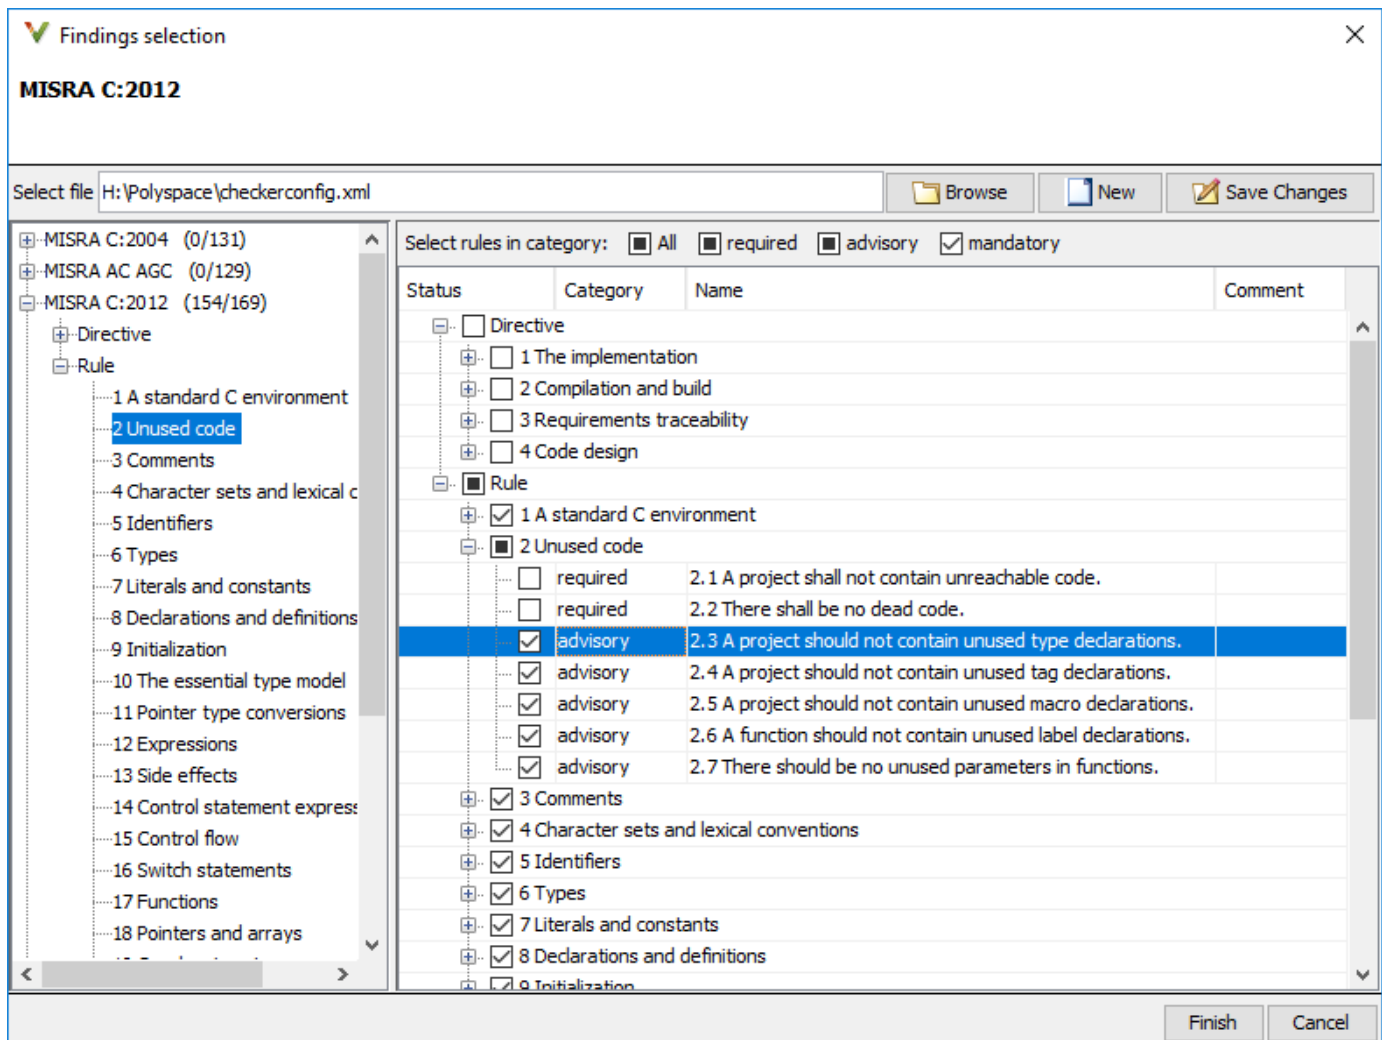 Findings selection
MISRA C:2012
Select file H:\Polyspace\checkerconfig.xml Browse New Save Changes
MISRA C:2004 (0/131)
MISRA AC AGC (0/129)
MISRA C:2012 (154/169)
Directive
Rule
1 A standard C environment
2 Unused code
3 Comments
4 Character sets and lexical c
5 Identifiers
6 Types
7 Literals and constants
8 Declarations and definitions
9 Initialization
10 The essential type model
11 Pointer type conversions
12 Expressions
13 Side effects
14 Control statement express
15 Control flow
16 Switch statements
17 Functions
18 Pointers and arrays
Select rules in category: All required advisory mandatory
Status Category Name Comment
Directive
1 The implementation
2 Compilation and build
3 Requirements traceability
4 Code design
Rule
1 A standard C environment
2 Unused code
required 2.1 A project shall not contain unreachable code.
required 2.2 There shall be no dead code.
advisory 2.3 A project should not contain unused type declarations.
advisory 2.4 A project should not contain unused tag declarations.
advisory 2.5 A project should not contain unused macro declarations.
advisory 2.6 A function should not contain unused label declarations.
advisory 2.7 There should be no unused parameters in functions.
3 Comments
4 Character sets and lexical conventions
5 Identifiers
6 Types
7 Literals and constants
8 Declarations and definitions
9 Initialization
Finish Cancel